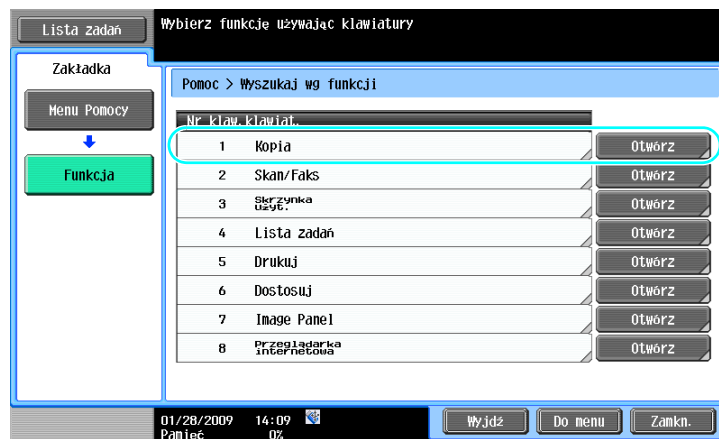 Lista zadań
Wybierz funkcję używając klawiatury
Zakładka
Pomoc > Wyszukaj wg funkcji
Menu Pomocy
Funkcja
Nr klaw.klawiat.
1 Kopia Otwórz
2 Skan/Faks Otwórz
3 Skrzynka
użyt. Otwórz
4 Lista zadań Otwórz
5 Drukuj Otwórz
6 Dostosuj Otwórz
7 Image Panel Otwórz
8 Przeglądarka
internetowa Otwórz
01/28/2009 14:09
Pamięć 0%
Wyjdź Do menu Zamkn.